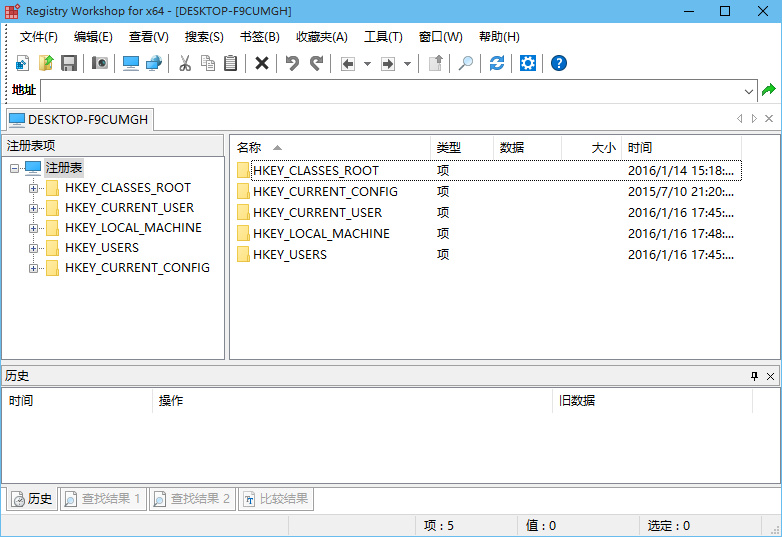 Registry Workshop for x64 - [DESKTOP-F9CUMGH]
文件(F) 编辑(E) 查看(V) 搜索(S) 书签(B) 收藏夹(A) 工具(T) 窗口(W) 帮助(H)
地址
DESKTOP-F9CUMGH
注册表项
注册表
HKEY_CLASSES_ROOT
HKEY_CURRENT_USER
HKEY_LOCAL_MACHINE
HKEY_USERS
HKEY_CURRENT_CONFIG
名称 类型 数据 大小 时间
HKEY_CLASSES_ROOT 项 2016/1/14 15:18:...
HKEY_CURRENT_CONFIG 项 2015/7/10 21:20:...
HKEY_CURRENT_USER 项 2016/1/16 17:45:...
HKEY_LOCAL_MACHINE 项 2016/1/16 17:48:...
HKEY_USERS 项 2016/1/16 17:45:...
历史
时间 操作 旧数据
历史 查找结果 1 查找结果 2 比较结果
项 : 5 值 : 0 选定 : 0